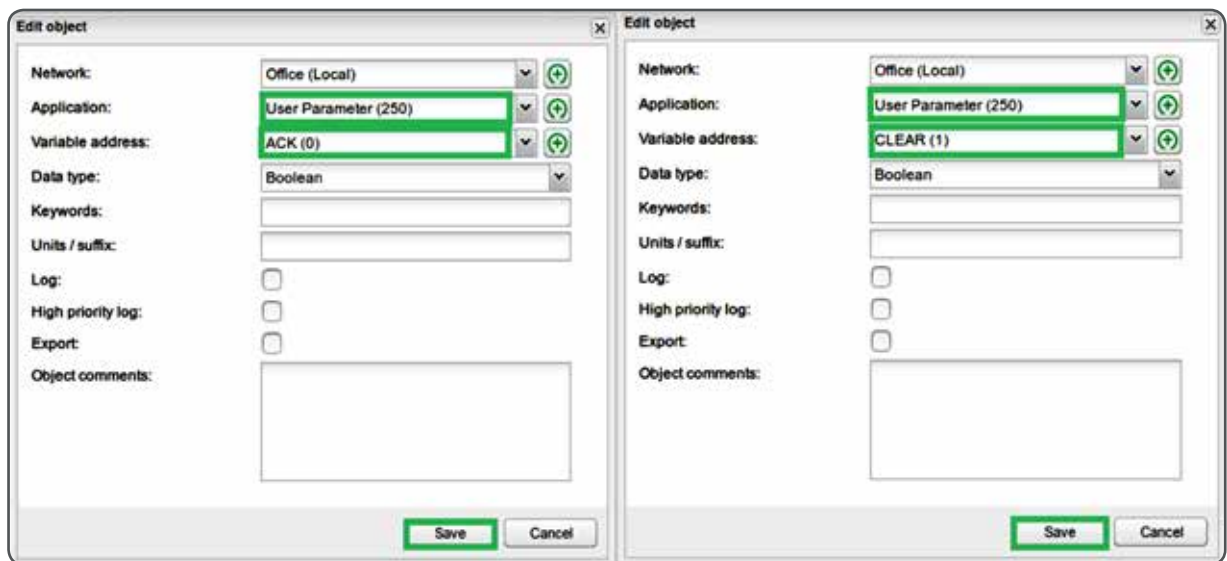 Edit object
Network: Office (Local)
Application: User Parameter (250)
Variable address: ACK (0)
Data type: Boolean
Keywords:
Units / suffix:
Log:
High priority log:
Export:
Object comments:
Save Cancel
Edit object
Network: Office (Local)
Application: User Parameter (250)
Variable address: CLEAR (1)
Data type: Boolean
Keywords:
Units / suffix:
Log:
High priority log:
Export:
Object comments:
Save Cancel